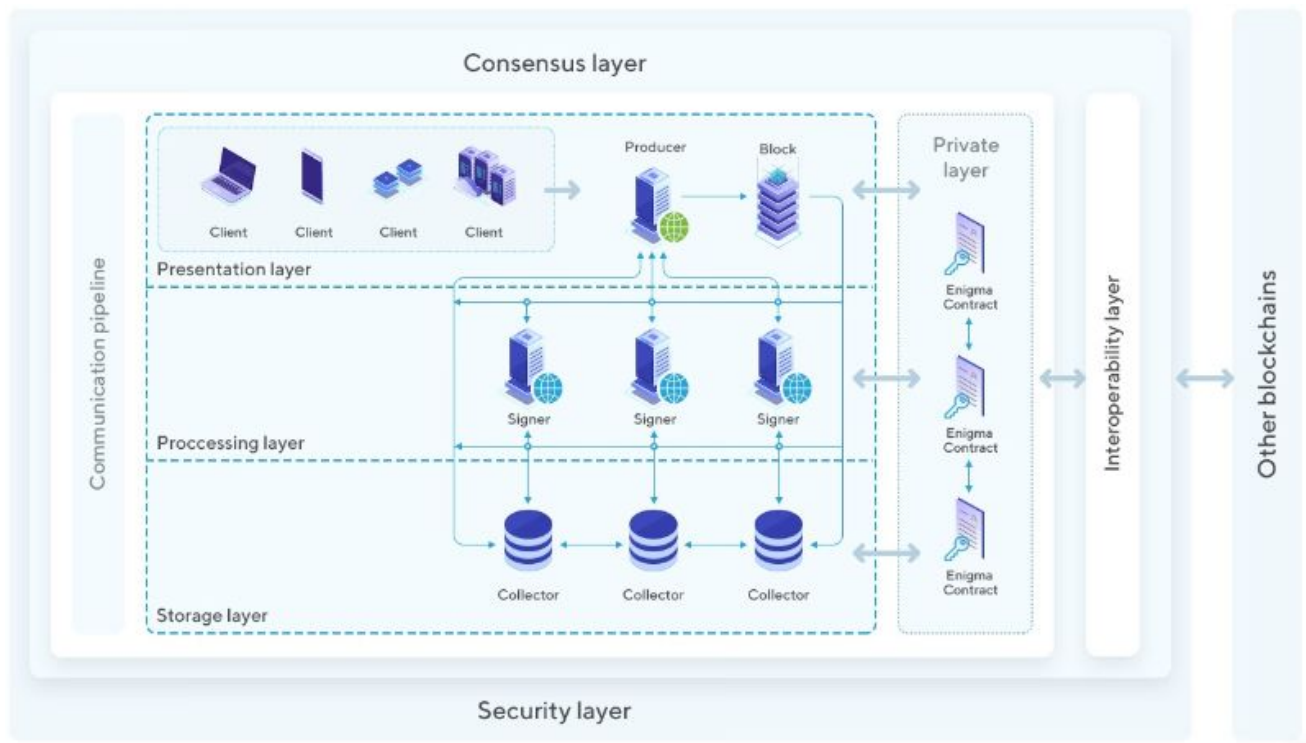 Consensus layer
Communication pipeline
Client
Client
Client
Client
Presentation layer
Producer
Block
Signer
Signer
Signer
Proccessing layer
Collector
Collector
Collector
Storage layer
Private
layer
Enigma
Contract
Enigma
Contract
Enigma
Contract
Interoperability layer
Other blockchains
Security layer